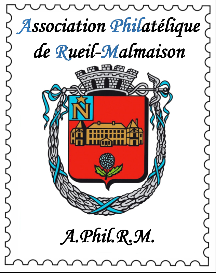 Association Philatélique
de Rueil-Malmaison
N
A.Phil.R.M.